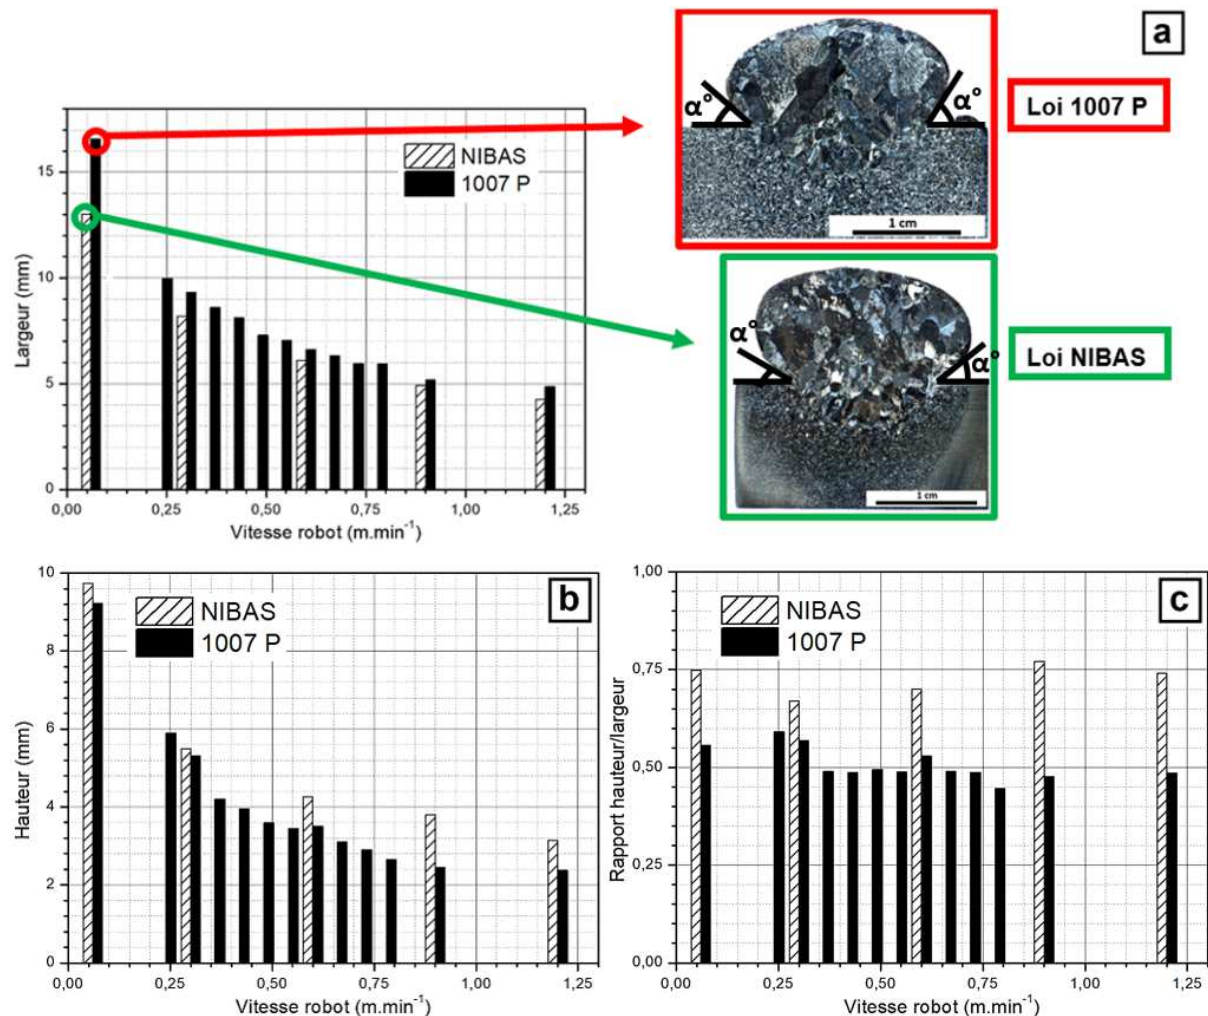 a
Largeur (mm)
15
10
5
0
0,00
0,25
0,50
0,75
1,00
1,25
Vitesse robot (m.min⁻¹)
NIBAS
1007 P
α°
α°
1 cm
Loi 1007 P
α°
α°
1 cm
Loi NIBAS
b
Hauteur (mm)
10
8
6
4
2
0
0,00
0,25
0,50
0,75
1,00
1,25
Vitesse robot (m.min⁻¹)
NIBAS
1007 P
c
Rapport hauteur/largeur
1,00
0,75
0,50
0,25
0,00
0,00
0,25
0,50
0,75
1,00
1,25
Vitesse robot (m.min⁻¹)
NIBAS
1007 P